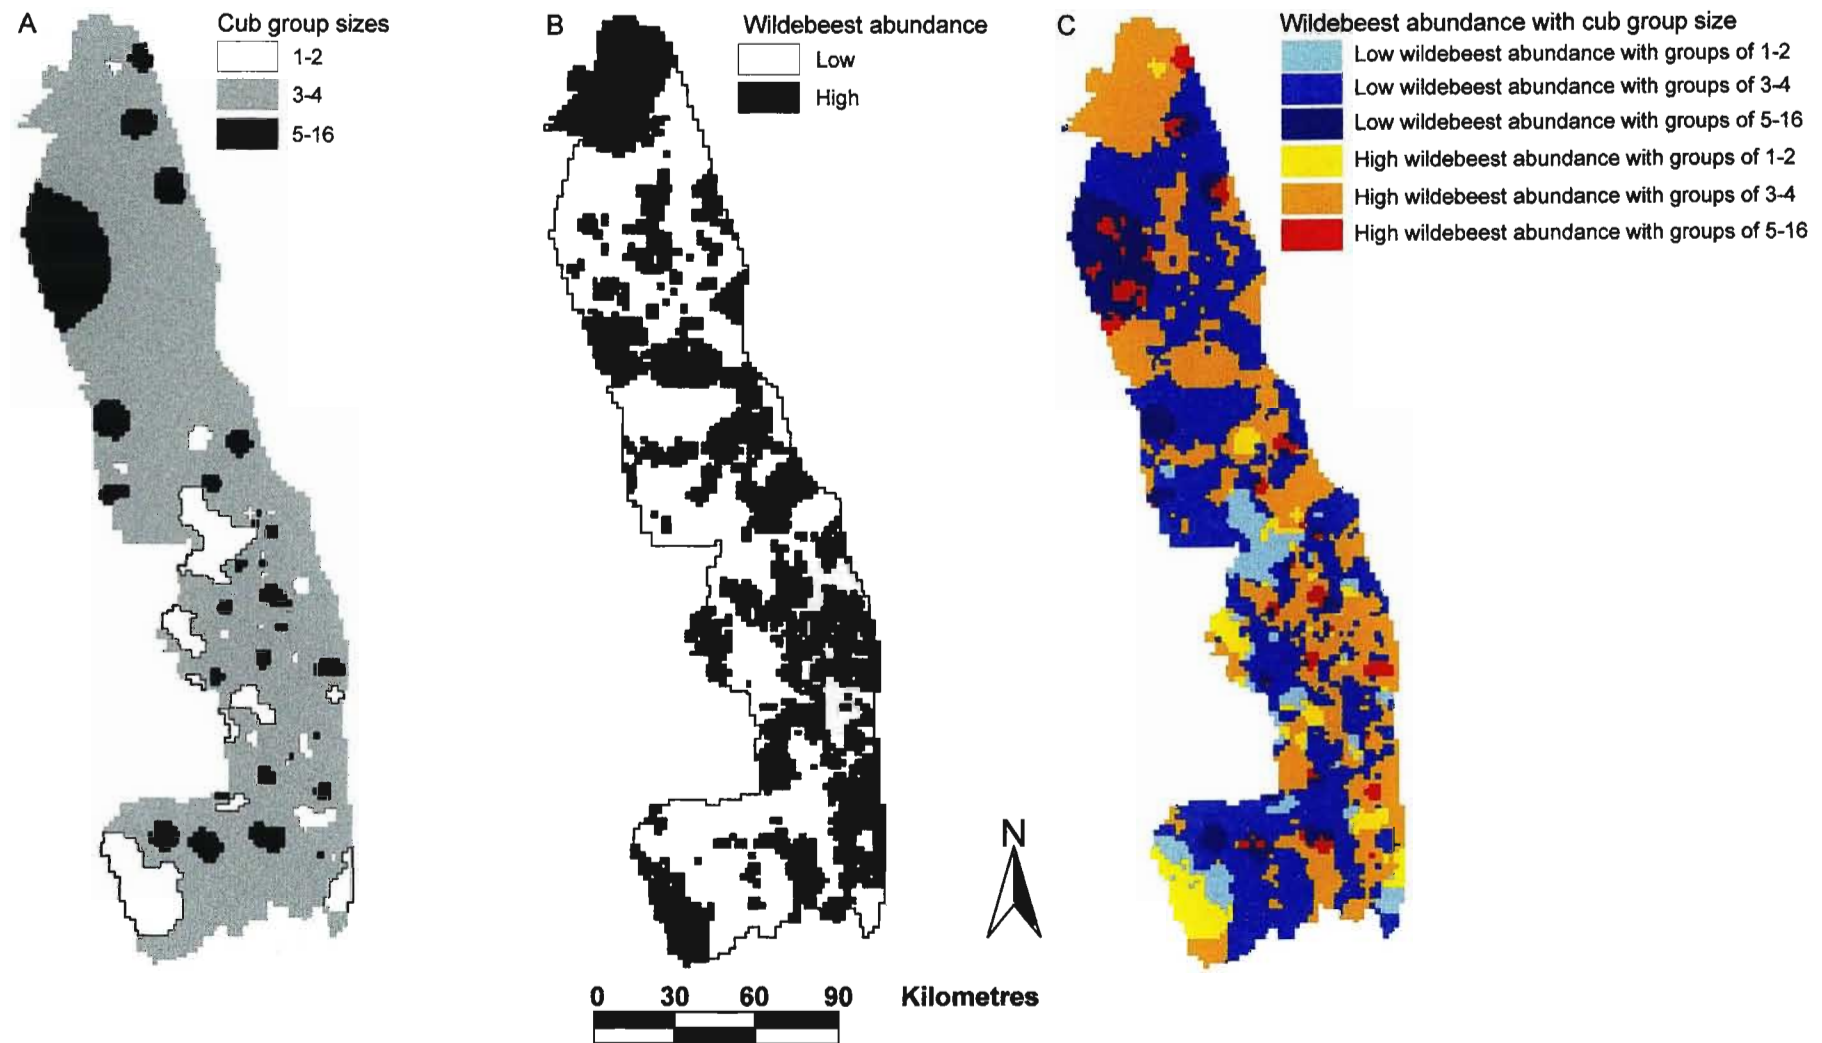 A
Cub group sizes
1-2
3-4
5-16
B
Wildebeest abundance
Low
High
C
Wildebeest abundance with cub group size
Low wildebeest abundance with groups of 1-2
Low wildebeest abundance with groups of 3-4
Low wildebeest abundance with groups of 5-16
High wildebeest abundance with groups of 1-2
High wildebeest abundance with groups of 3-4
High wildebeest abundance with groups of 5-16
N
0 30 60 90 Kilometres